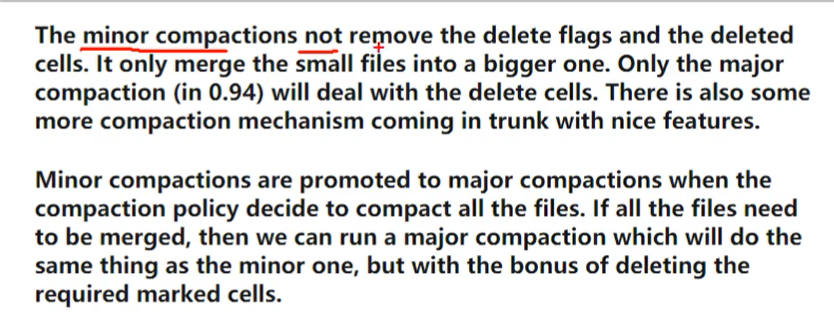 The minor compactions not remove the delete flags and the deleted
cells. It only merge the small files into a bigger one. Only the major
compaction (in 0.94) will deal with the delete cells. There is also some
more compaction mechanism coming in trunk with nice features.
Minor compactions are promoted to major compactions when the
compaction policy decide to compact all the files. If all the files need
to be merged, then we can run a major compaction which will do the
same thing as the minor one, but with the bonus of deleting the
required marked cells.